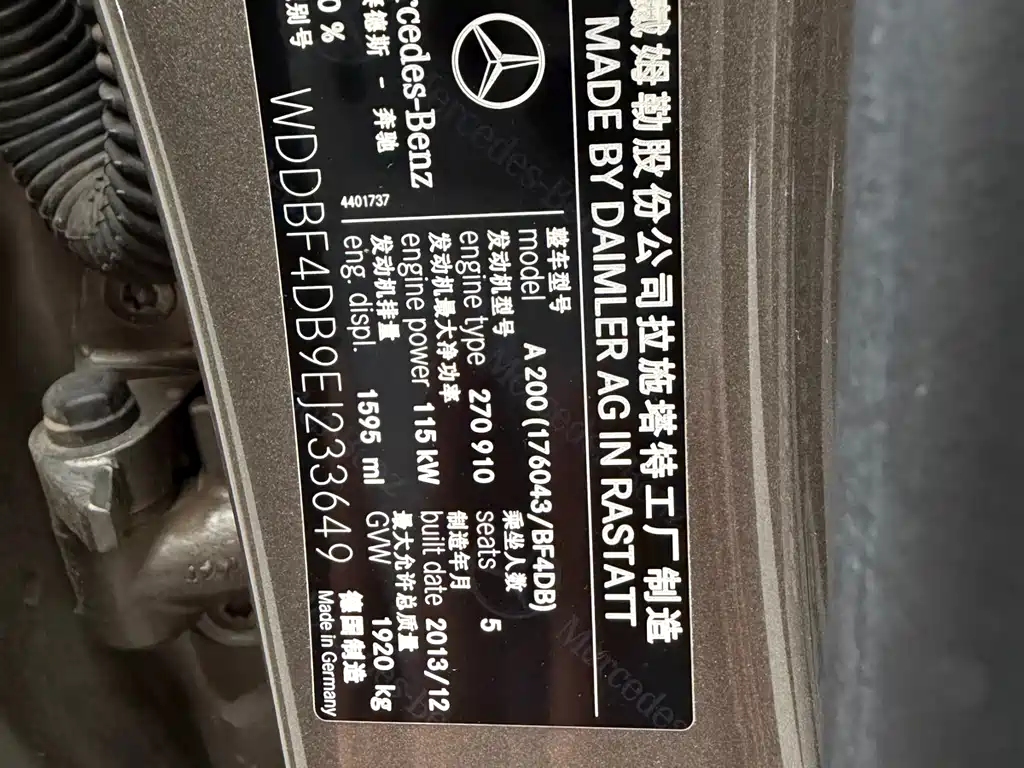 姆勒股份公司拉施塔特工厂制造
MADE BY DAIMLER AG IN RASTATT
Mercedes-Benz
梅赛德斯 - 奔驰
4401737
整车型号
model A 200 (176043/BF4DB)
发动机型号 乘坐人数
engine type 270 910 seats 5
发动机最大净功率 制造年月
engine power 115 kW built date 2013/12
发动机排量 最大允许总质量
eng. displ. 1595 ml GVW 1920 kg
0 %
别号
WDDBF4DB9EJ233649
德国制造
Made in Germany